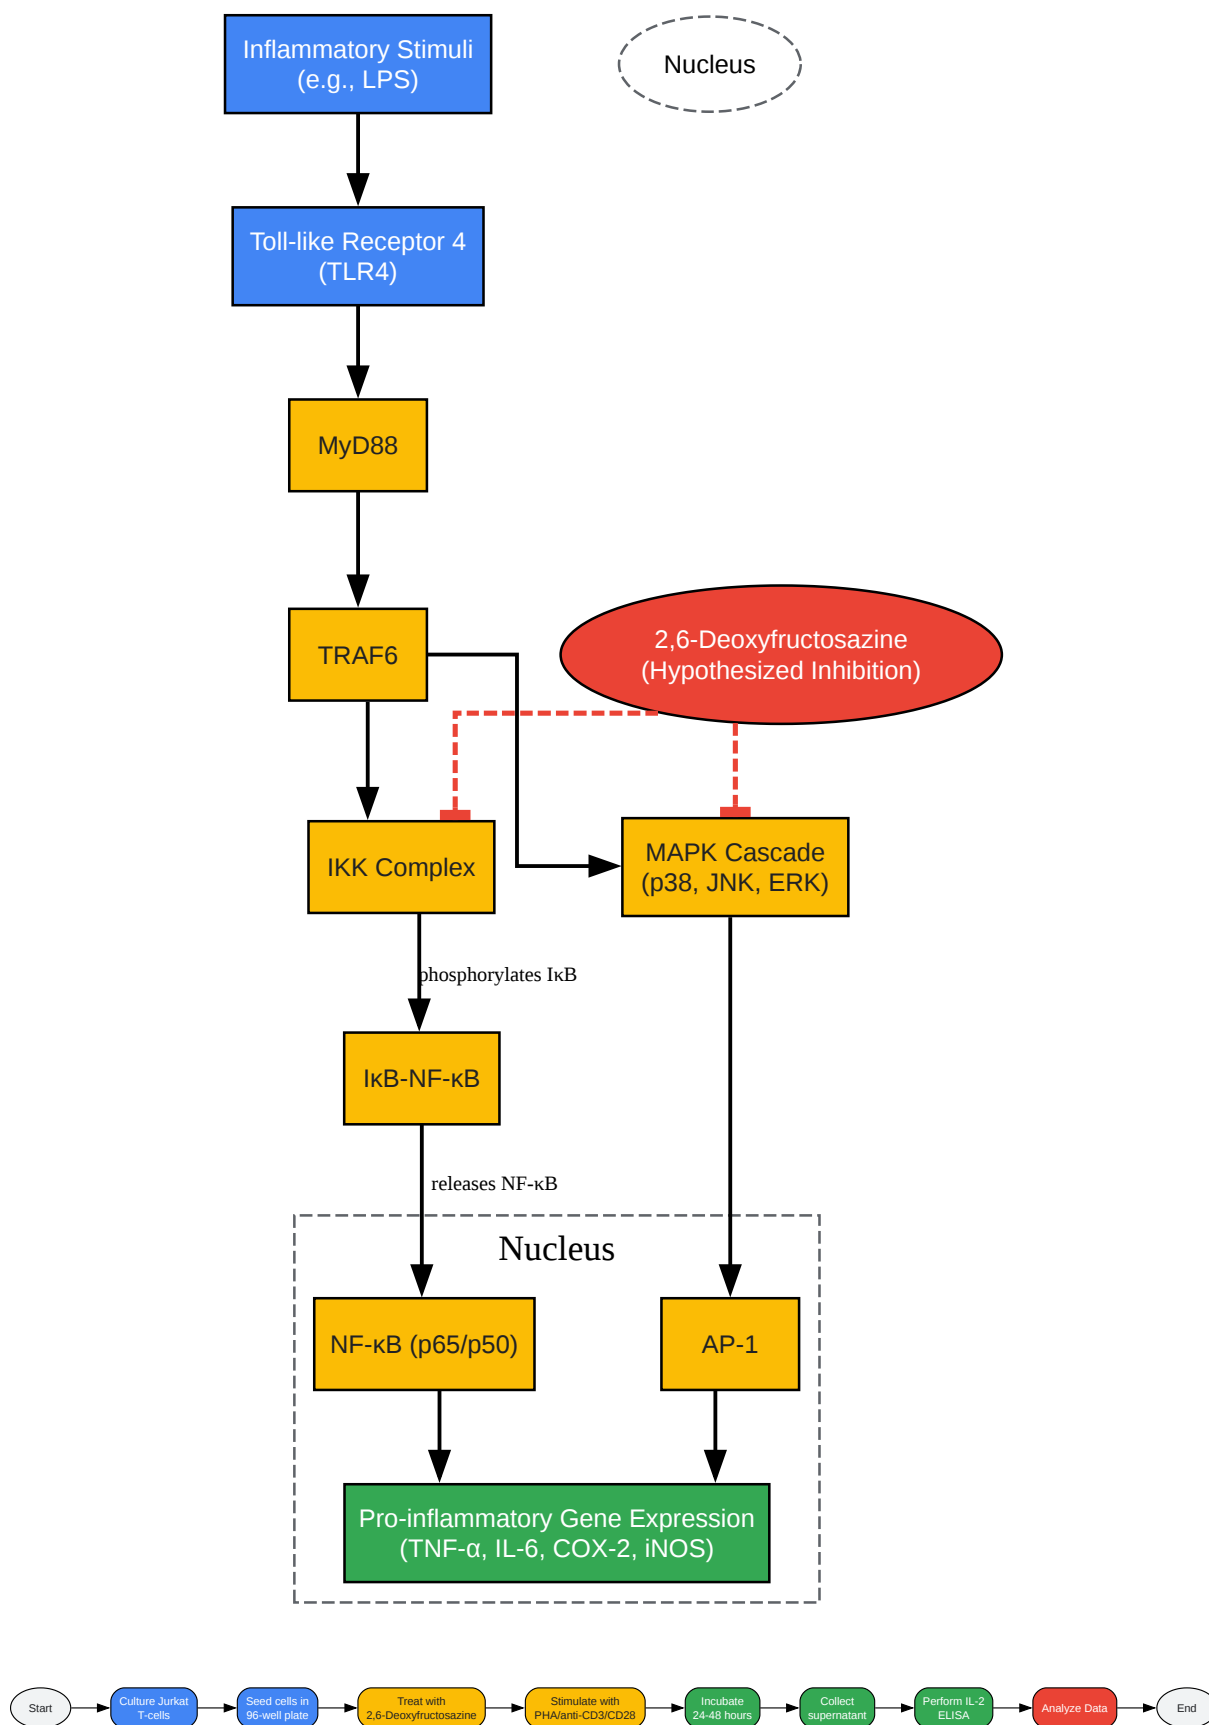 Inflammatory Stimuli
(e.g., LPS)
Nucleus
Toll-like Receptor 4
(TLR4)
MyD88
TRAF6
2,6-Deoxyfructosazine
(Hypothesized Inhibition)
IKK Complex
MAPK Cascade
(p38, JNK, ERK)
phosphorylates IκB
IκB-NF-κB
releases NF-κB
Nucleus
NF-κB (p65/p50)
AP-1
Pro-inflammatory Gene Expression
(TNF-α, IL-6, COX-2, iNOS)
Start
Culture Jurkat
T-cells
Seed cells in
96-well plate
Treat with
2,6-Deoxyfructosazine
Stimulate with
PHA/anti-CD3/CD28
Incubate
24-48 hours
Collect
supernatant
Perform IL-2
ELISA
Analyze Data
End